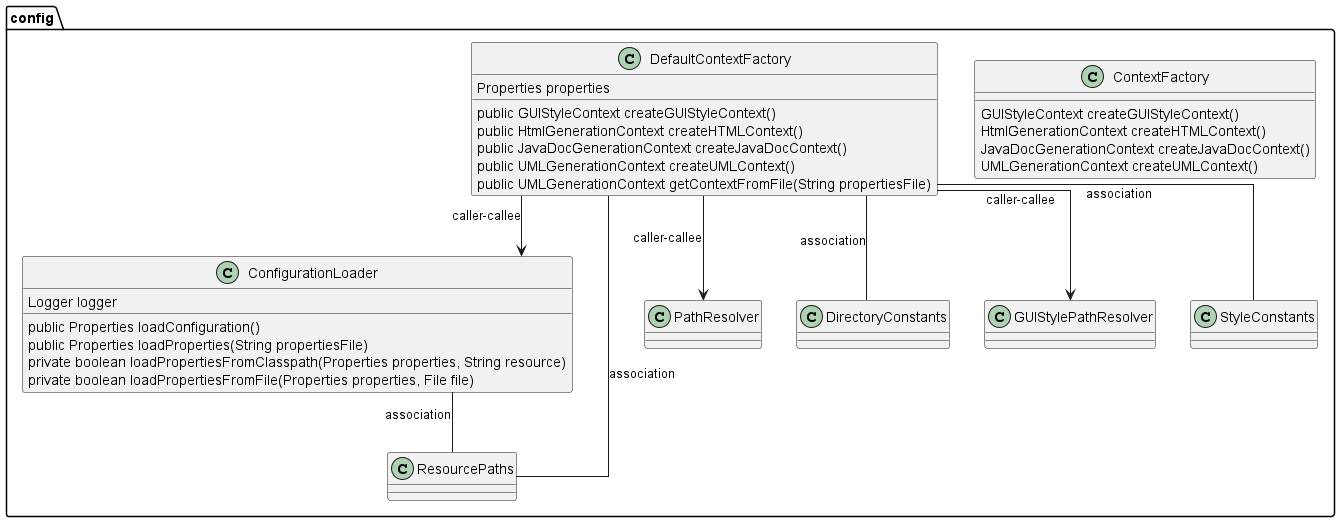 config
C DefaultContextFactory
Properties properties
public GUIStyleContext createGUIStyleContext()
public HtmlGenerationContext createHTMLContext()
public JavaDocGenerationContext createJavaDocContext()
public UMLGenerationContext createUMLContext()
public UMLGenerationContext getContextFromFile(String propertiesFile)
C ContextFactory
GUIStyleContext createGUIStyleContext()
HtmlGenerationContext createHTMLContext()
JavaDocGenerationContext createJavaDocContext()
UMLGenerationContext createUMLContext()
caller-callee
caller-callee
association
caller-callee
association
C ConfigurationLoader
Logger logger
public Properties loadConfiguration()
public Properties loadProperties(String propertiesFile)
private boolean loadPropertiesFromClasspath(Properties properties, String resource)
private boolean loadPropertiesFromFile(Properties properties, File file)
C PathResolver
C DirectoryConstants
C GUIStylePathResolver
C StyleConstants
association
association
C ResourcePaths